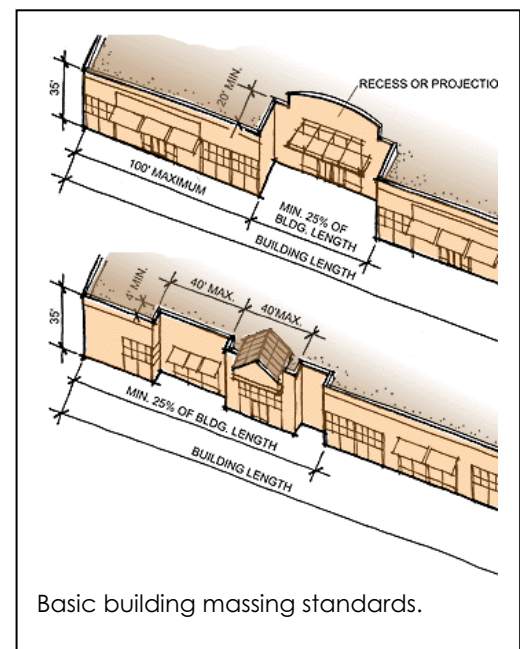 RECESS OR PROJECTIO
35'
20' MIN.
100' MAXIMUM
MIN. 25% OF
BLDG. LENGTH
BUILDING LENGTH
35'
4' MIN.
40' MAX.
40'MAX.
MIN. 25% OF BLDG. LENGTH
BUILDING LENGTH
Basic building massing standards.